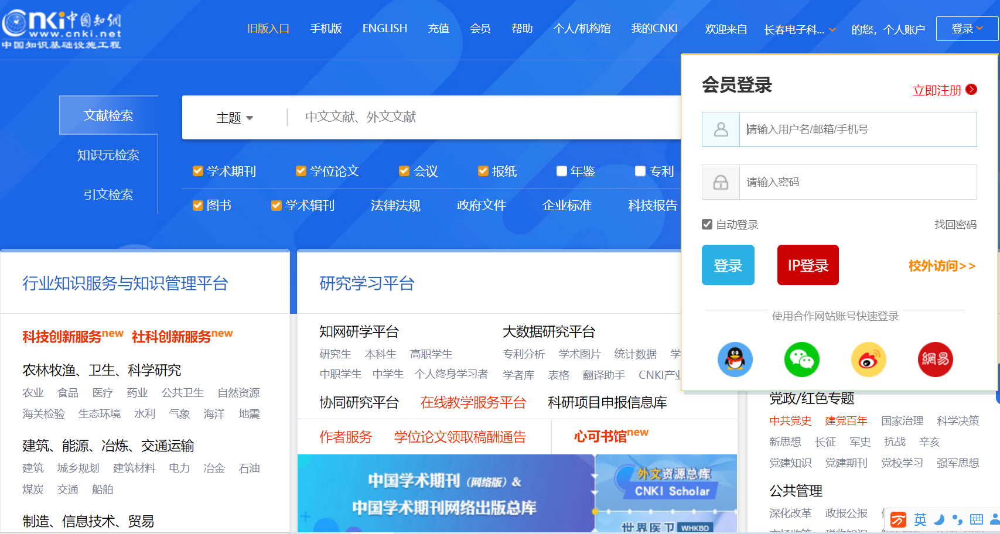 cnki中国知网
www.cnki.net
中国知识基础设施工程
旧版入口 手机版 ENGLISH 充值 会员 帮助 个人/机构馆 我的CNKI 欢迎来自 长春电子科... 的您，个人账户 登录
文献检索
知识元检索
引文检索
主题 中文文献、外文文献
学术期刊 学位论文 会议 报纸 年鉴 专利
图书 学术辑刊 法律法规 政府文件 企业标准 科技报告
会员登录
立即注册
请输入用户名/邮箱/手机号
请输入密码
自动登录 找回密码
登录 IP登录 校外访问>>
使用合作网站账号快速登录
網易
行业知识服务与知识管理平台
科技创新服务new 社科创新服务new
农林牧渔、卫生、科学研究
农业 食品 医疗 药业 公共卫生 自然资源
海关检验 生态环境 水利 气象 海洋 地震
建筑、能源、冶炼、交通运输
建筑 城乡规划 建筑材料 电力 冶金 石油
煤炭 交通 船舶
制造、信息技术、贸易
研究学习平台
知网研学平台
研究生 本科生 高职学生
中职学生 中学生 个人终身学习者
大数据研究平台
专利分析 学术图片 统计数据 学
学者库 表格 翻译助手 CNKI产业
协同研究平台 在线教学服务平台 科研项目申报信息库
作者服务 学位论文领取稿酬通告 心可书馆new
中国学术期刊（网络版）&
中国学术期刊网络出版总库
外文资源总库
CNKI Scholar
世界医卫 WHKBD
党政/红色专题
中共党史 建党百年 国家治理 科学决策
新思想 长征 军史 抗战 辛亥
党建知识 党建期刊 党校学习 强军思想
公共管理
深化改革 政报公报
英